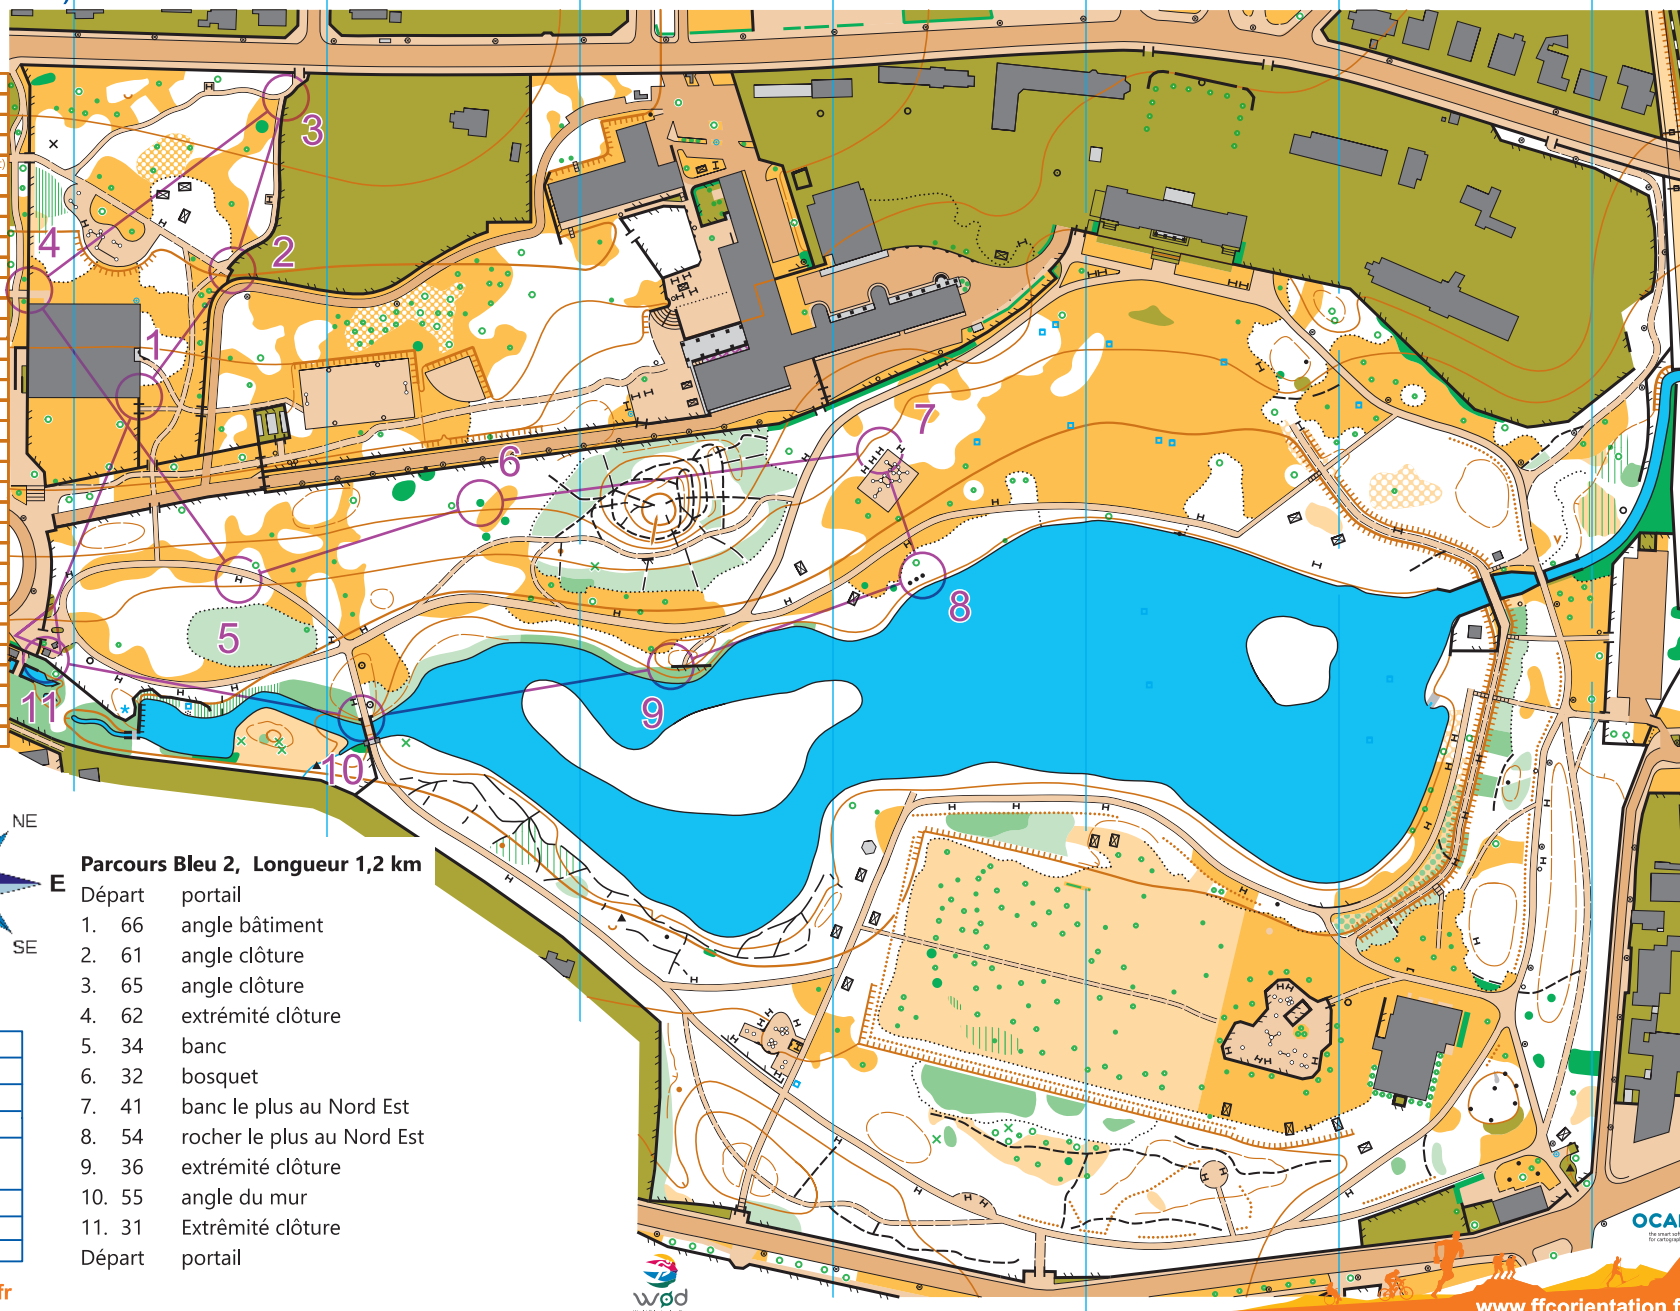 3
2
4
1
7
6
8
5
9
11
10
NE
E
SE
Parcours Bleu 2, Longueur 1,2 km
Départ portail
1. 66 angle bâtiment
2. 61 angle clôture
3. 65 angle clôture
4. 62 extrémité clôture
5. 34 banc
6. 32 bosquet
7. 41 banc le plus au Nord Est
8. 54 rocher le plus au Nord Est
9. 36 extrémité clôture
10. 55 angle du mur
11. 31 Extrêmité clôture
Départ portail
fr
wød
OCA
www.ffcorientation.